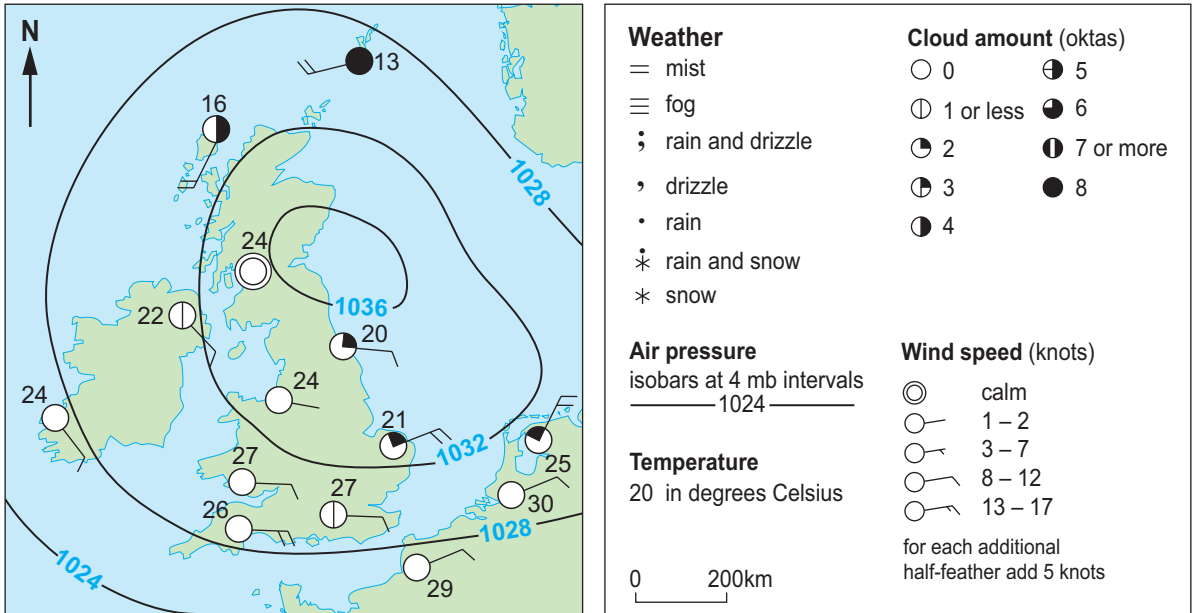 N
13
16
1028
24
1036
22
20
24
24
21
1032
25
27
27
30
26
1028
1024
29
Weather
mist
fog
rain and drizzle
drizzle
rain
rain and snow
snow
Cloud amount (oktas)
0
5
1 or less
6
2
7 or more
3
8
4
Air pressure
isobars at 4 mb intervals
1024
Temperature
20 in degrees Celsius
0 200km
Wind speed (knots)
calm
1 – 2
3 – 7
8 – 12
13 – 17
for each additional
half-feather add 5 knots